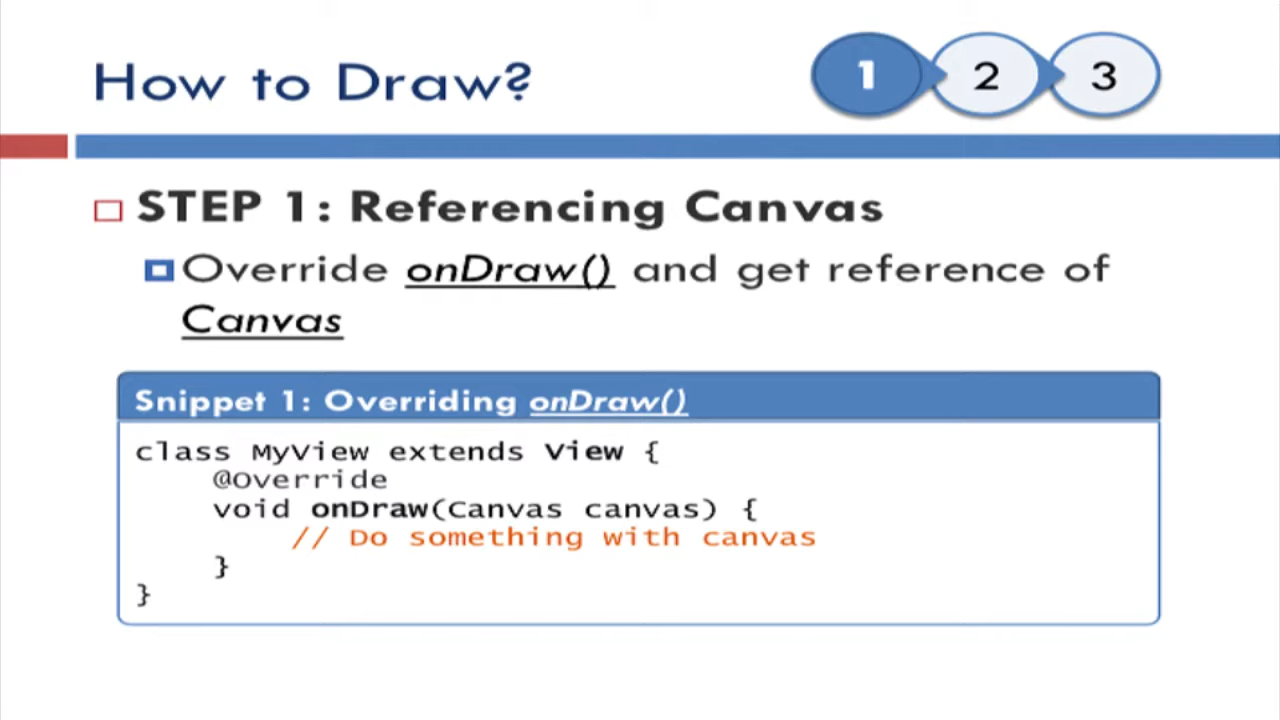 How to Draw?
1 2 3
STEP 1: Referencing Canvas
Override onDraw() and get reference of
Canvas
Snippet 1: Overriding onDraw()
class MyView extends View {
@Override
void onDraw(Canvas canvas) {
// Do something with canvas
}
}